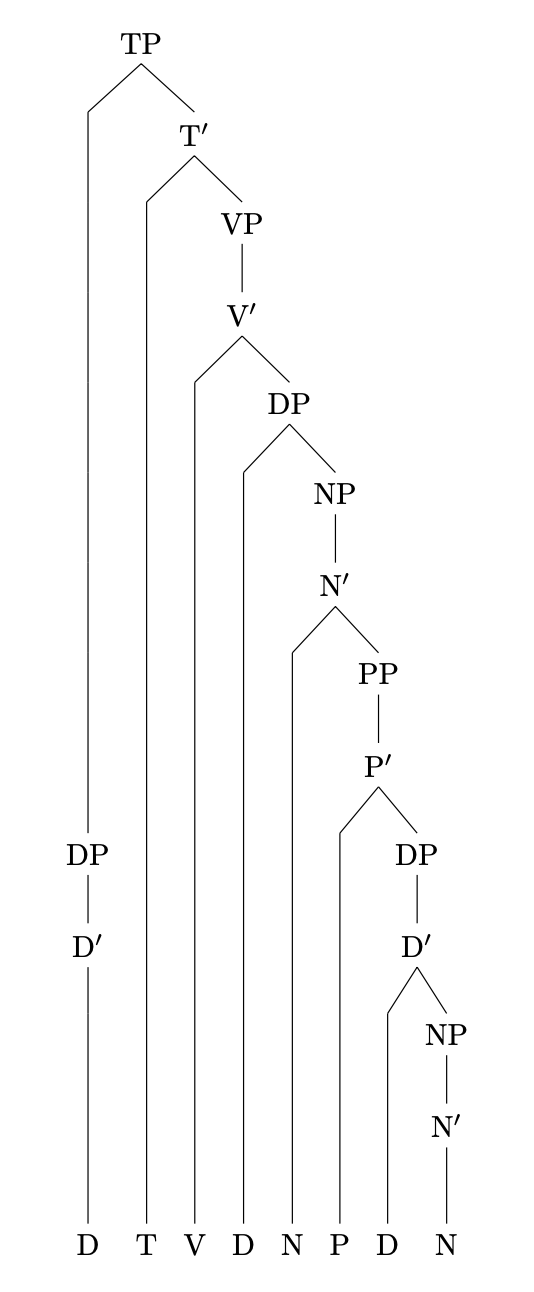 TP
T′
VP
V′
DP
NP
N′
PP
P′
DP DP
D′ D′
NP
N′
D T V D N P D N